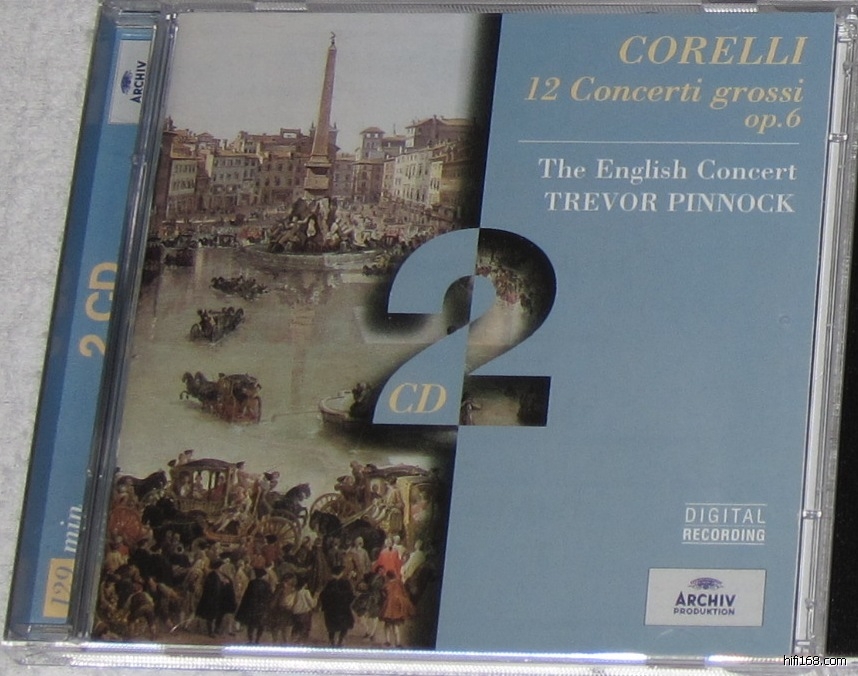 CORELLI
12 Concerti grossi
op.6
The English Concert
TREVOR PINNOCK
2
CD
DIGITAL
RECORDING
ARCHIV
PRODUKTION
ARCHIV
2 CD
129 min
hifi168.com